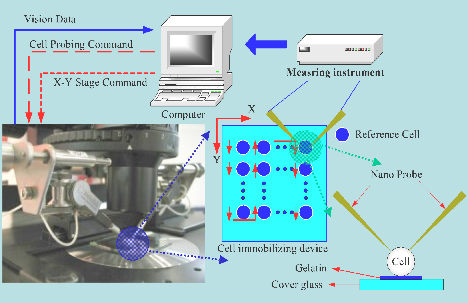 Vision Data
Cell Probing Command
X-Y Stage Command
Computer
Measring instrument
X
Y
Reference Cell
Cell immobilizing device
Nano Probe
Cell
Gelatin
Cover glass